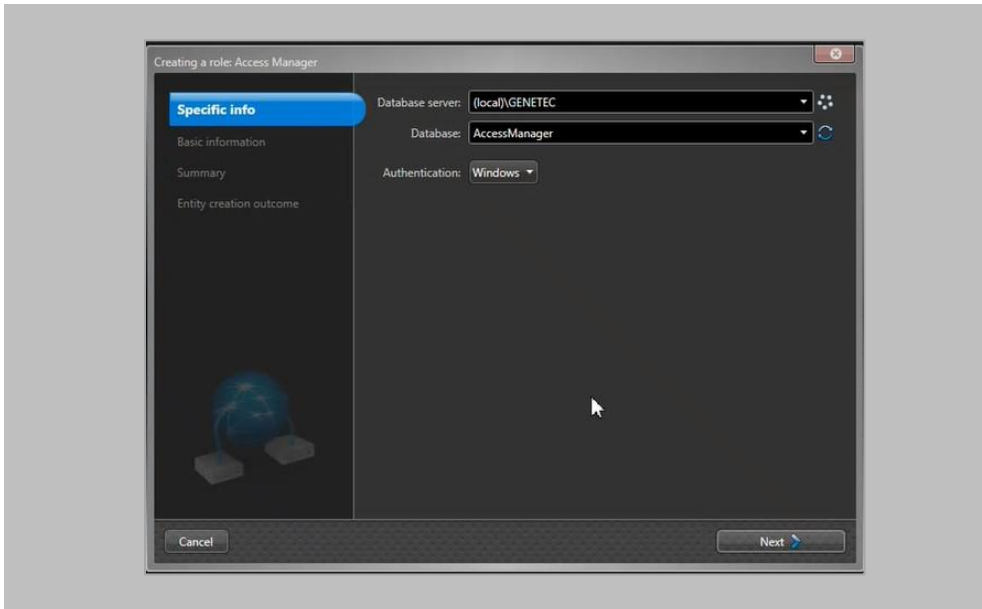 Creating a role: Access Manager
Specific info
Basic information
Summary
Entity creation outcome
Database server: (local)\GENETEC
Database: AccessManager
Authentication: Windows
Cancel
Next